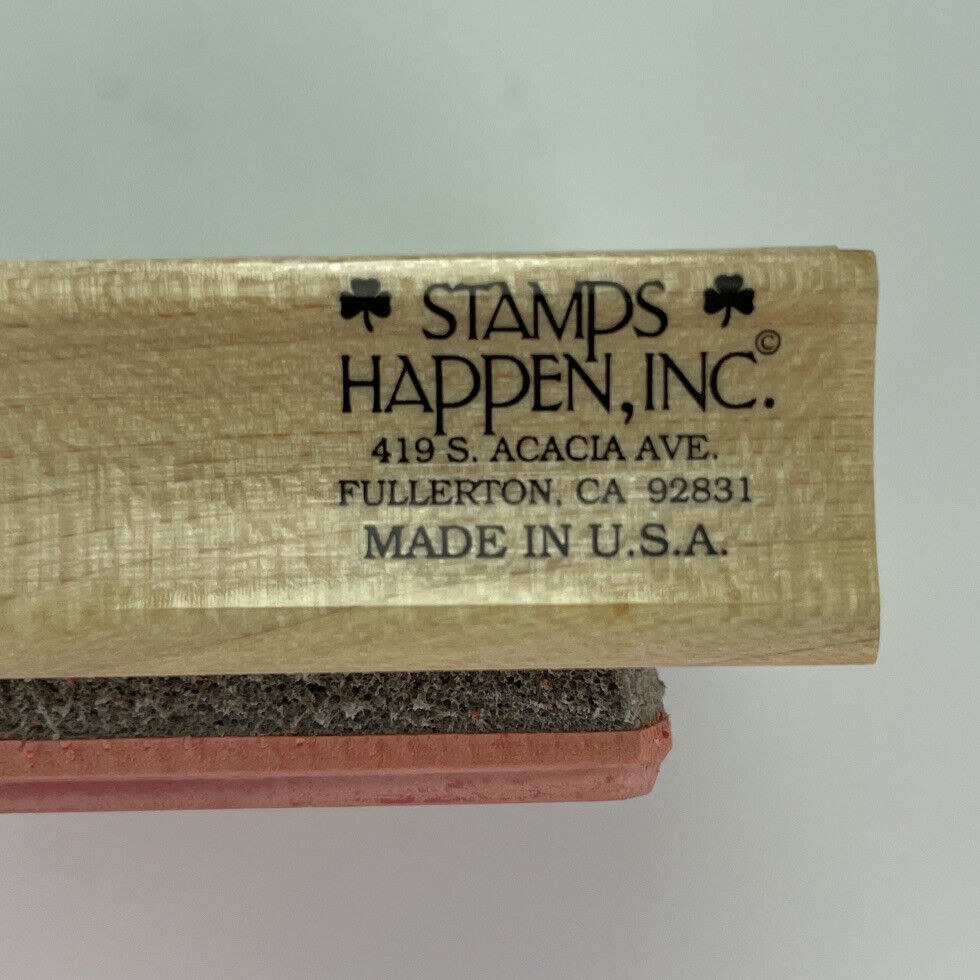 STAMPS
HAPPEN, INC.©
419 S. ACACIA AVE.
FULLERTON, CA 92831
MADE IN U.S.A.